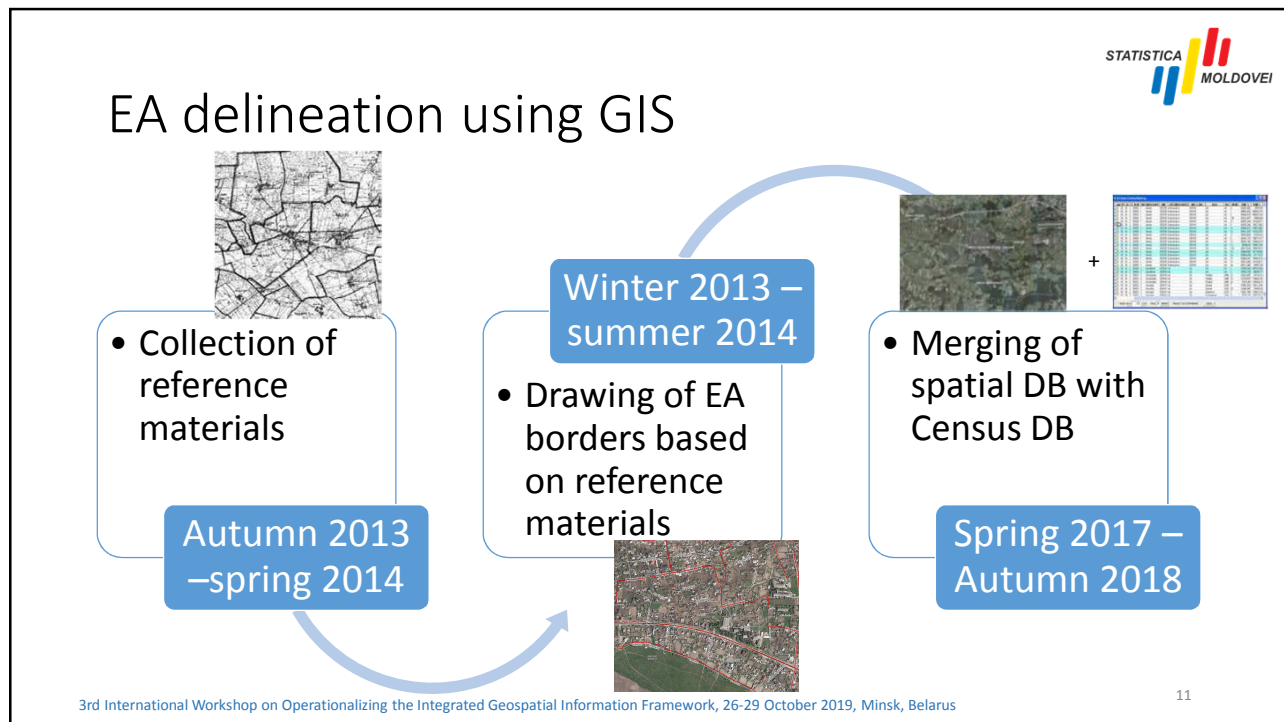 STATISTICA
MOLDOVEI
EA delineation using GIS
• Collection of
reference
materials
Autumn 2013
–spring 2014
Winter 2013 –
summer 2014
• Drawing of EA
borders based
on reference
materials
+
• Merging of
spatial DB with
Census DB
Spring 2017 –
Autumn 2018
3rd International Workshop on Operationalizing the Integrated Geospatial Information Framework, 26-29 October 2019, Minsk, Belarus
11